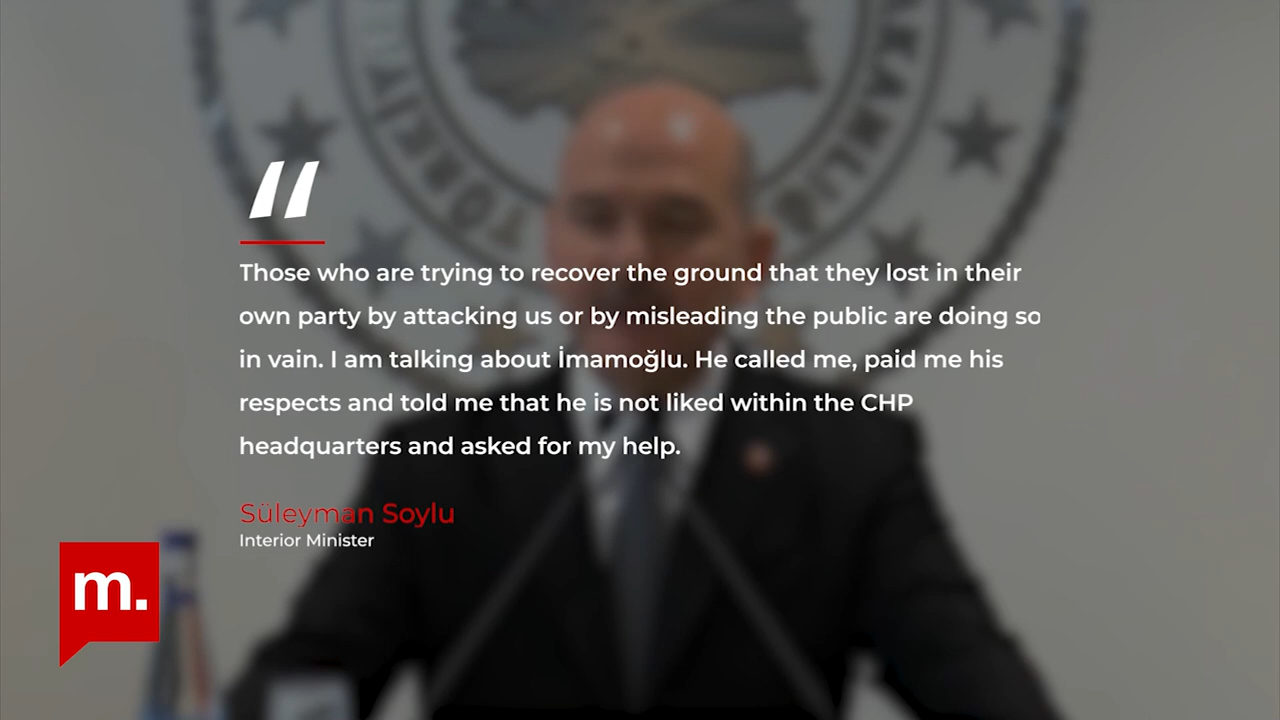 TÜRKİY
AKANLIĞI
Those who are trying to recover the ground that they lost in their
own party by attacking us or by misleading the public are doing so
in vain. I am talking about İmamoğlu. He called me, paid me his
respects and told me that he is not liked within the CHP
headquarters and asked for my help.
Süleyman Soylu
Interior Minister
m.